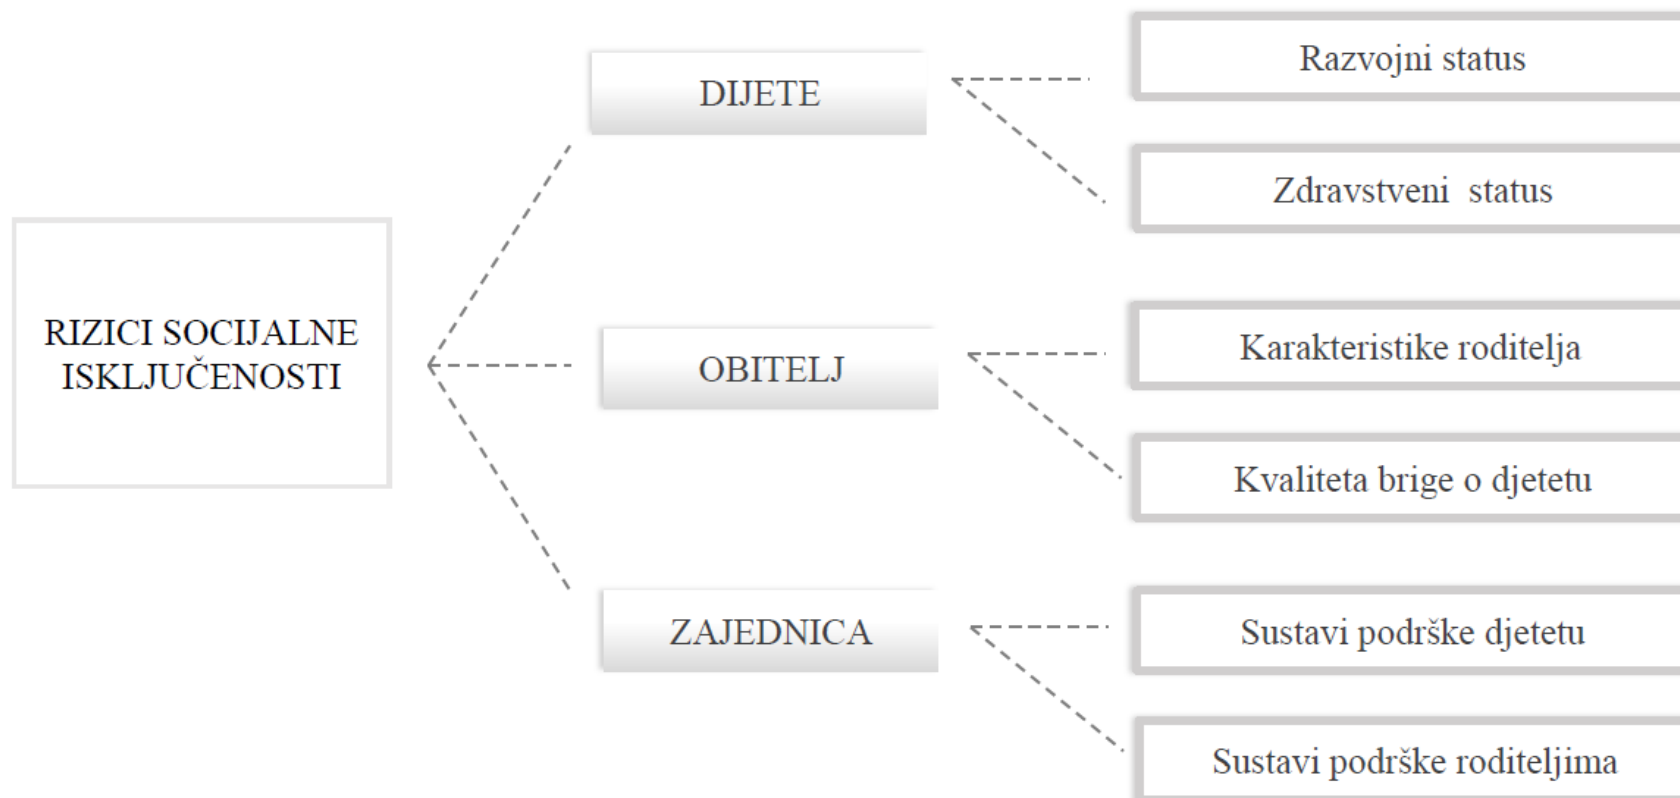 RIZICI SOCIJALNE
ISKLJUČENOSTI
DIJETE
Razvojni status
Zdravstveni  status
OBITELJ
Karakteristike roditelja
Kvaliteta brige o djetetu
ZAJEDNICA
Sustavi podrške djetetu
Sustavi podrške roditeljima